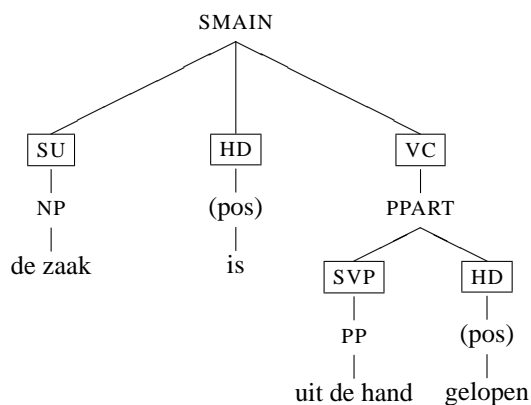 SMAIN
SU HD VC
NP (pos) PPART
de zaak is
SVP HD
PP (pos)
uit de hand gelopen